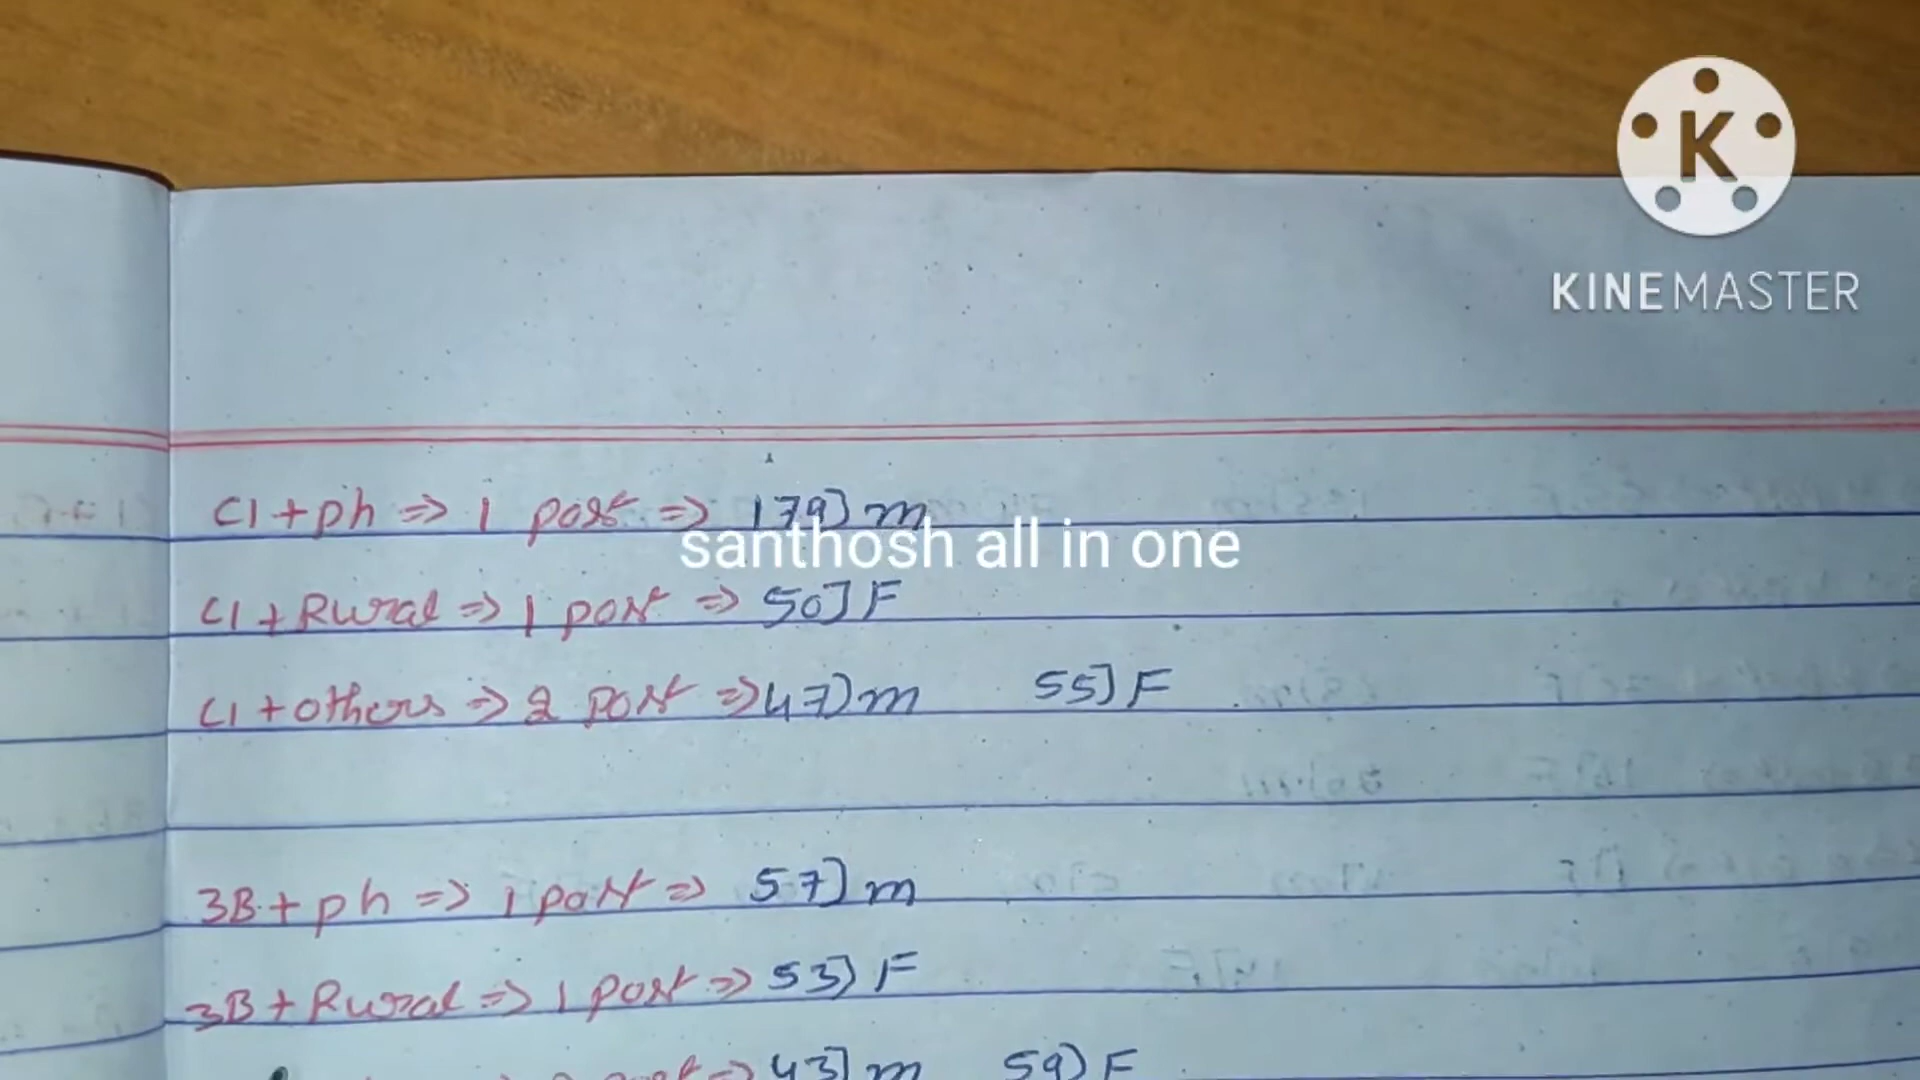 K
KINEMASTER
C1+ph => 1 post => 179) m
santhosh all in one
C1+Rural => 1 post => 50] F
C1+others => 2 post => 47) m 55] F
3B+ph => 1 post => 57) m
3B+Rural => 1 post => 53) F
43] m 59) F